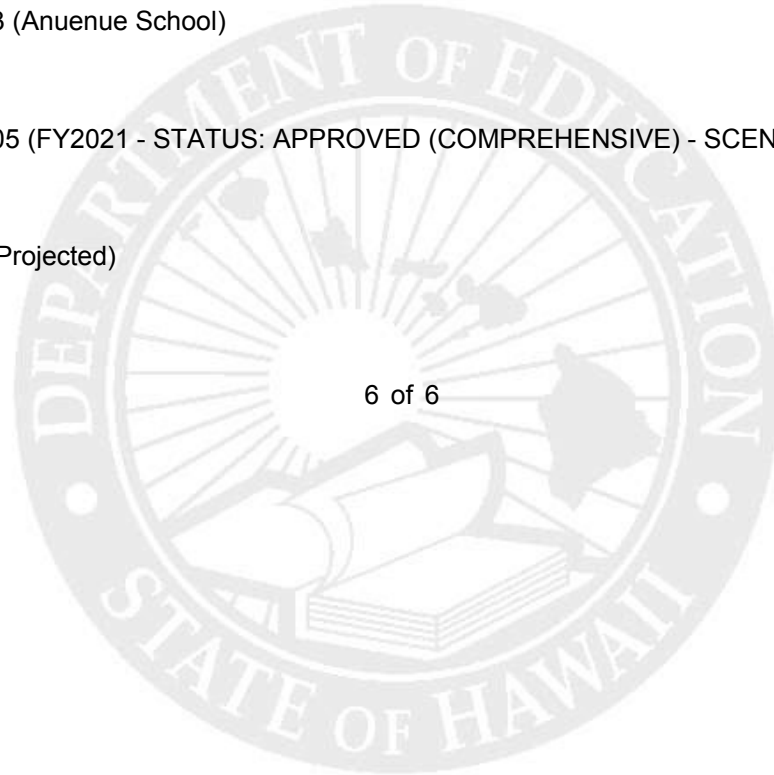 3 (Anuenue School)
05 (FY2021 - STATUS: APPROVED (COMPREHENSIVE) - SCEN
Projected)
6 of 6
DEPARTMENT OF EDUCATION
STATE OF HAWAII